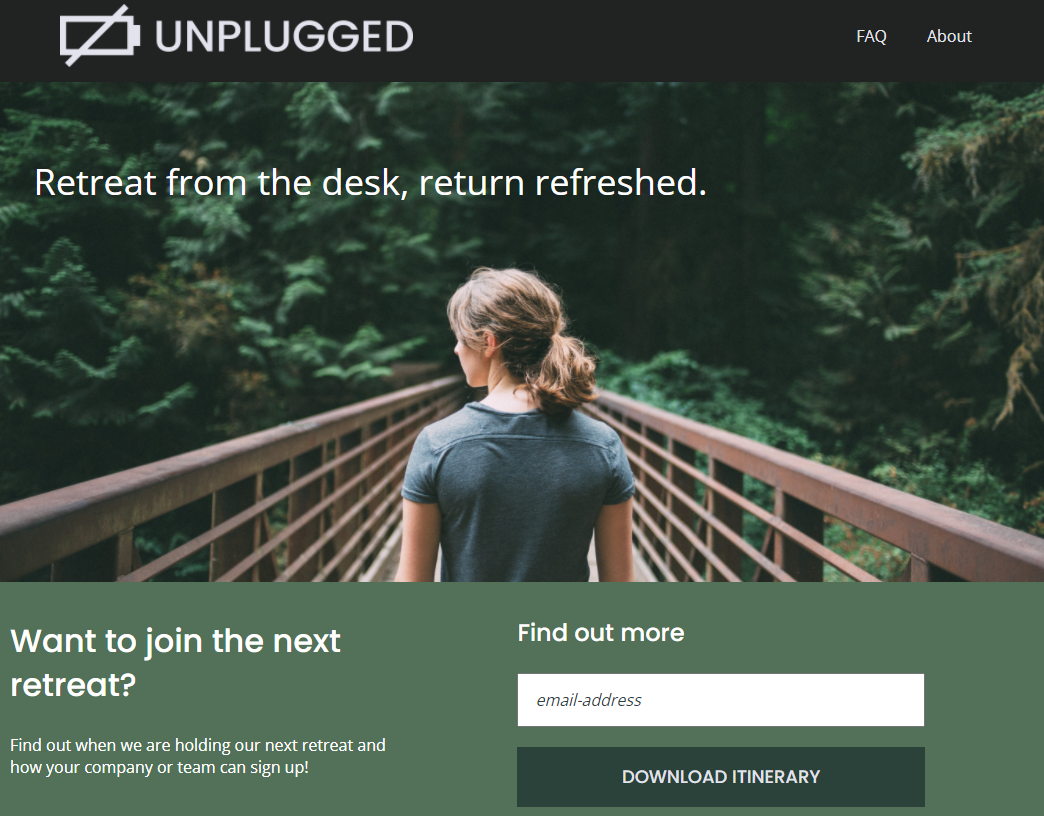 UNPLUGGED
FAQ
About
Retreat from the desk, return refreshed.
Want to join the next
retreat?
Find out when we are holding our next retreat and
how your company or team can sign up!
Find out more
email-address
DOWNLOAD ITINERARY